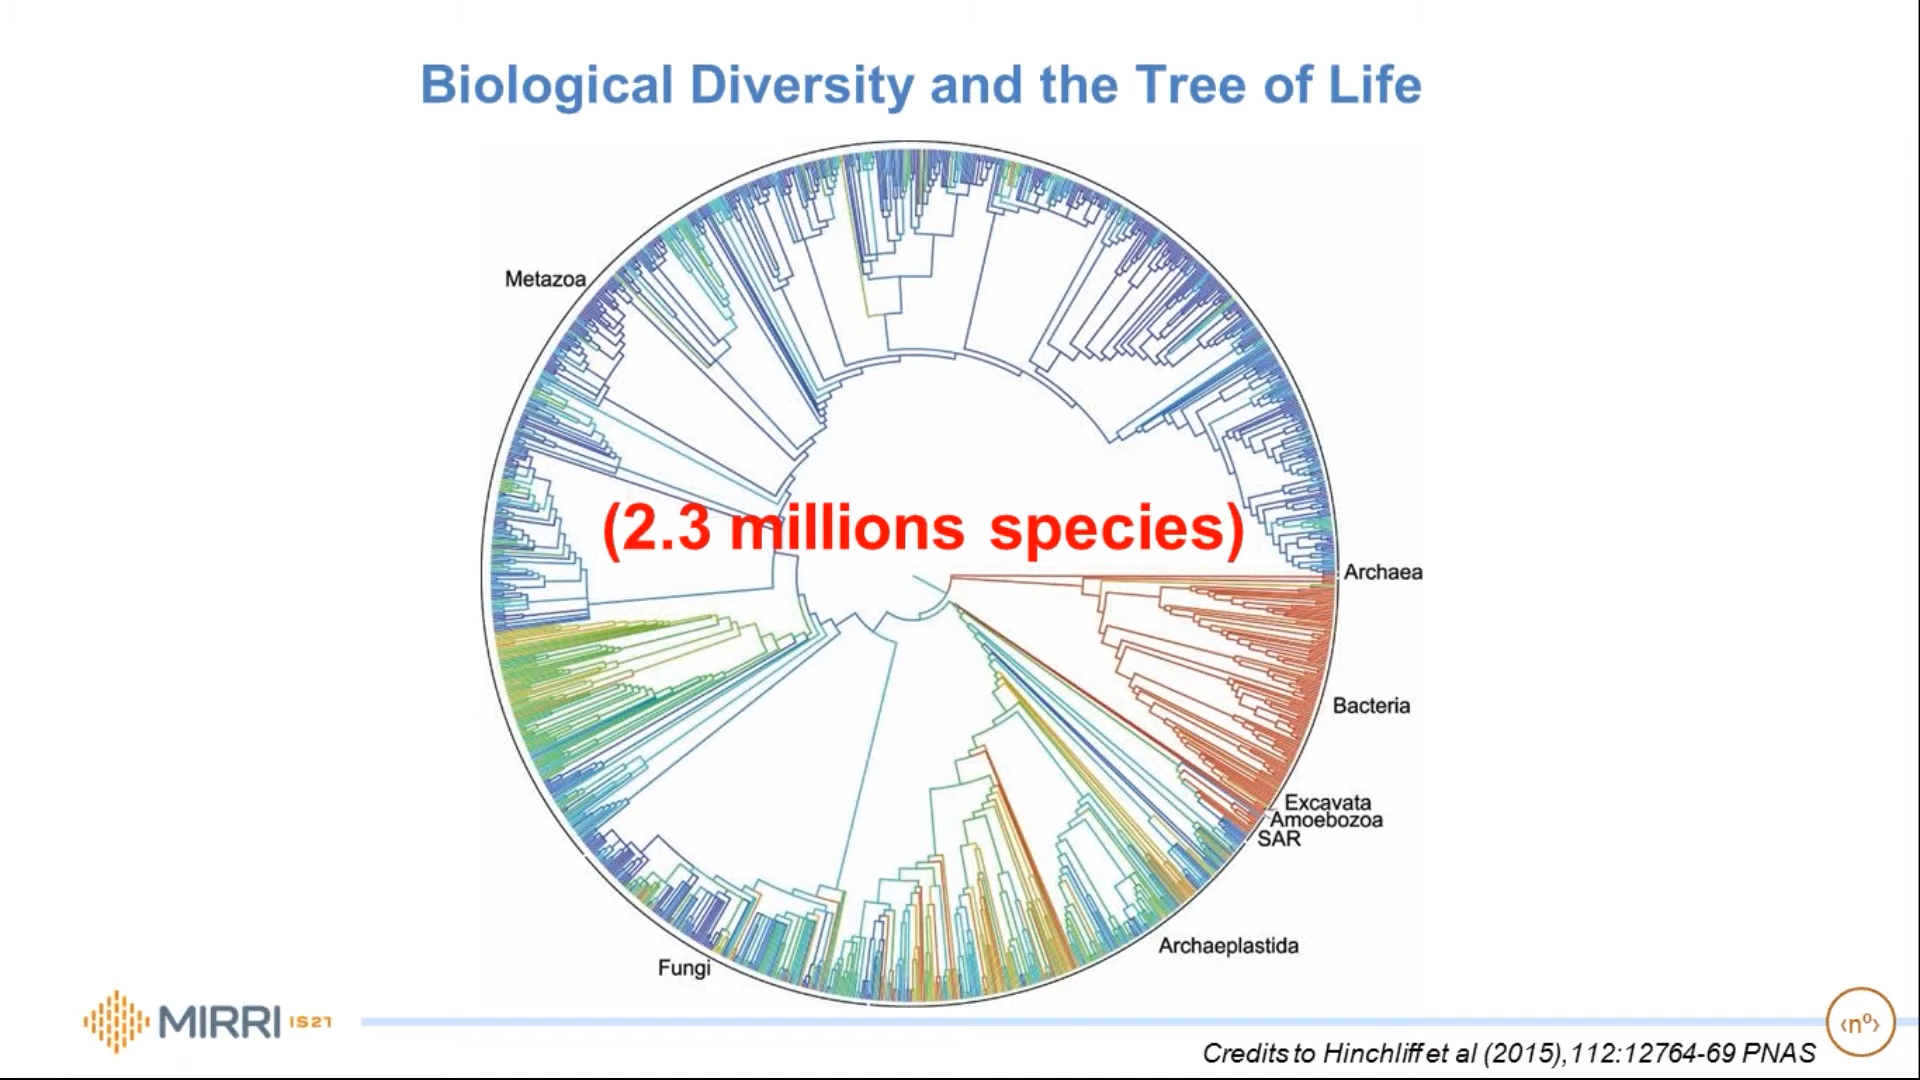 Biological Diversity and the Tree of Life
Metazoa
(2.3 millions species)
Archaea
Bacteria
Excavata
Amoebozoa
SAR
Archaeplastida
Fungi
MIRRI IS21
‹nº›
Credits to Hinchliff et al (2015),112:12764-69 PNAS